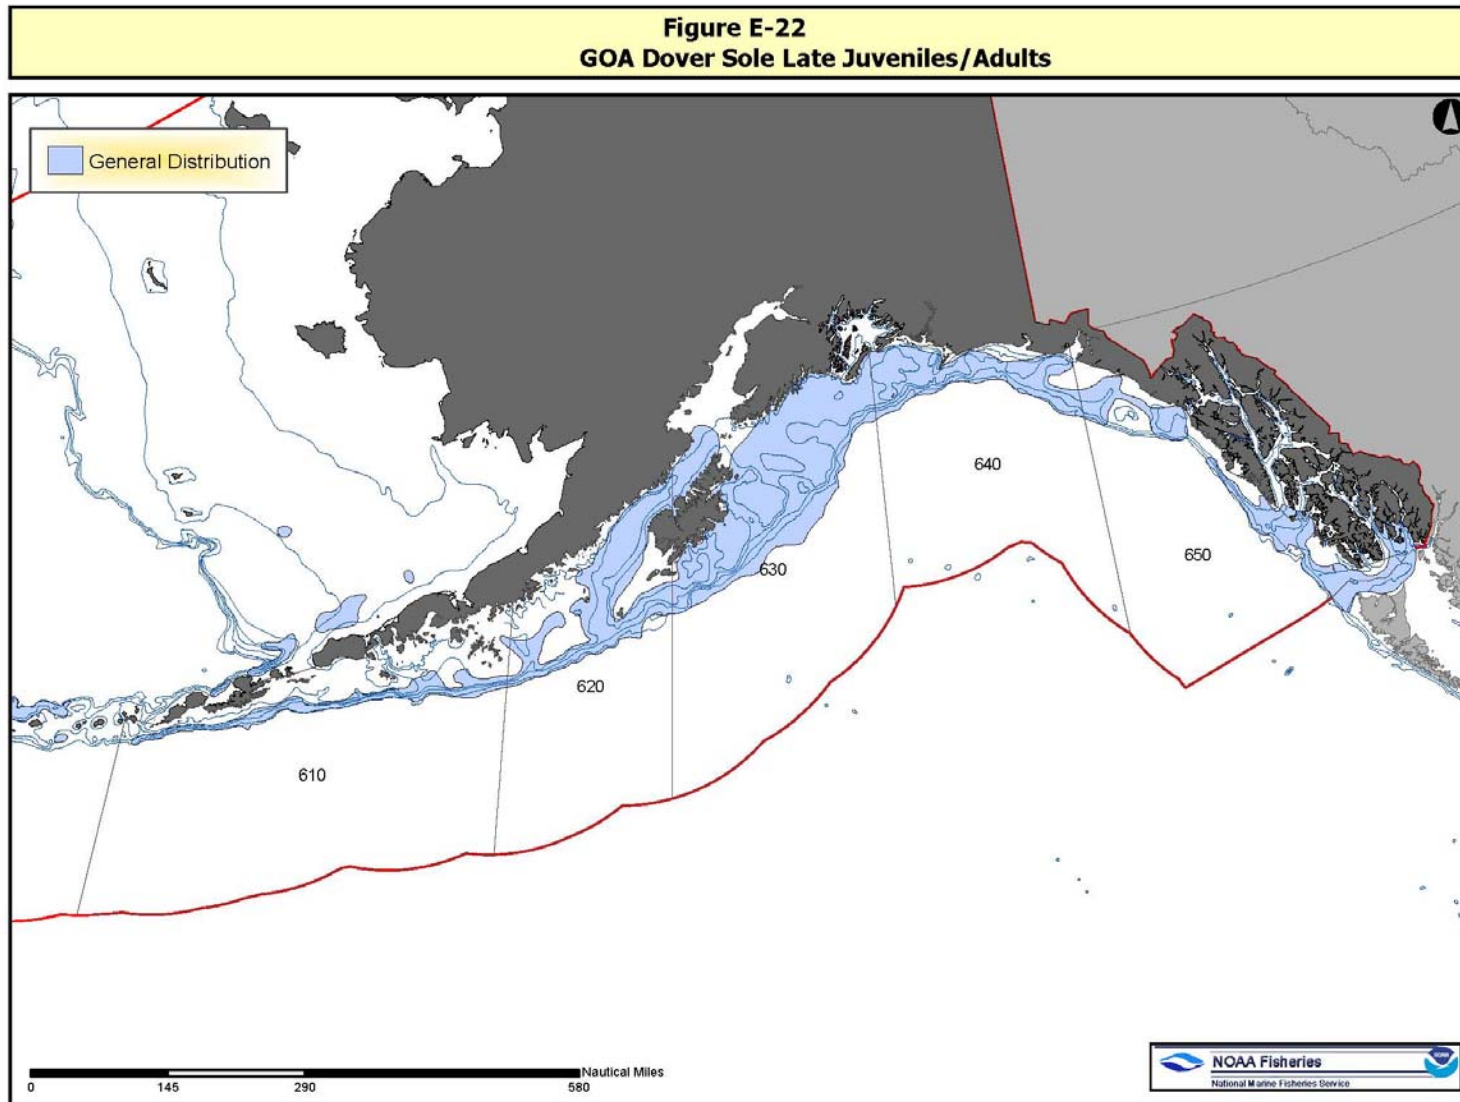 Figure E-22
GOA Dover Sole Late Juveniles/Adults
General Distribution
640
650
630
620
610
Nautical Miles
0 145 290 580
NOAA Fisheries
National Marine Fisheries Service